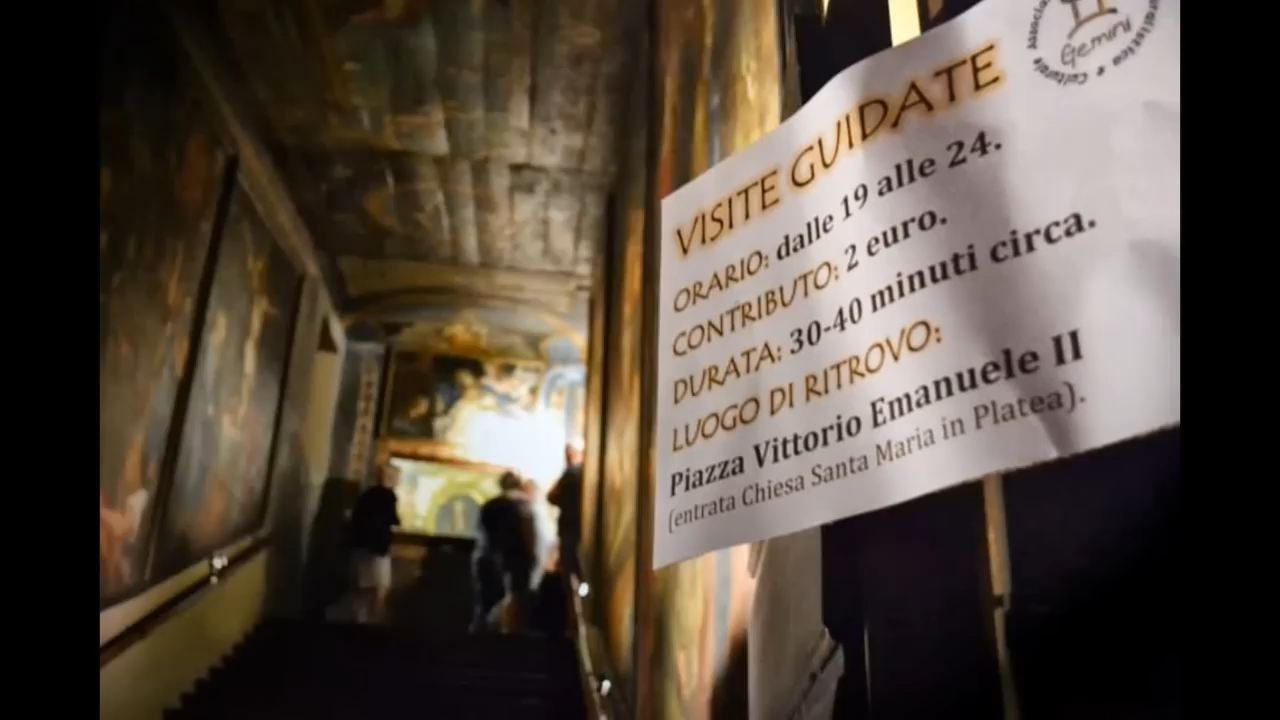 Gemini
VISITE GUIDATE
ORARIO: dalle 19 alle 24.
CONTRIBUTO: 2 euro.
DURATA: 30-40 minuti circa.
LUOGO DI RITROVO:
Piazza Vittorio Emanuele II
(entrata Chiesa Santa Maria in Platea).